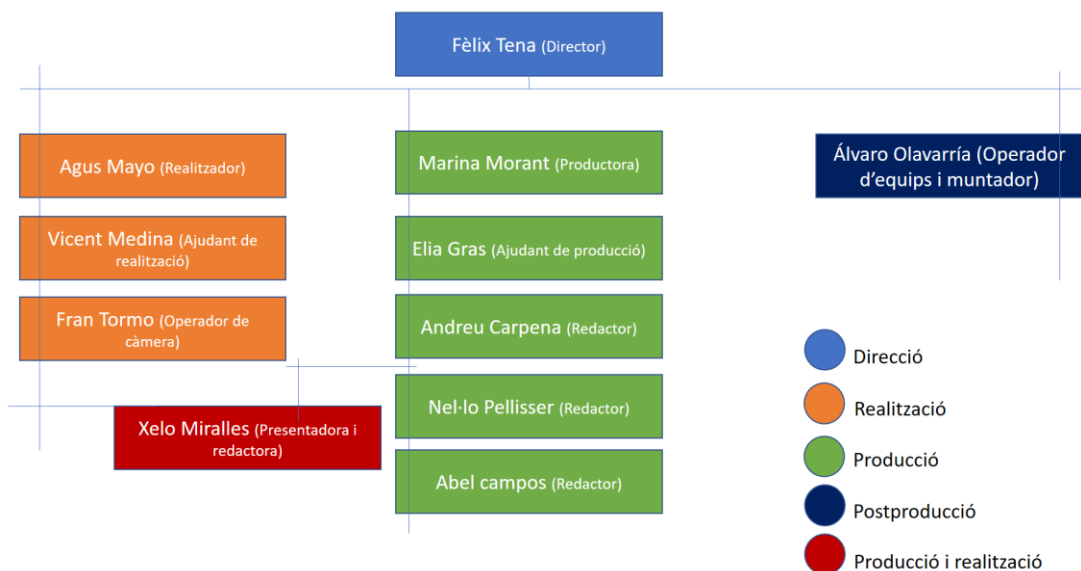 Fèlix Tena (Director)
Agus Mayo (Realitzador)
Vicent Medina (Ajudant de
realització)
Fran Tormo (Operador de
càmera)
Xelo Miralles (Presentadora i
redactora)
Marina Morant (Productora)
Elia Gras (Ajudant de producció)
Andreu Carpena (Redactor)
Nel·lo Pellisser (Redactor)
Abel campos (Redactor)
Álvaro Olavarría (Operador
d’equips i muntador)
Direcció
Realització
Producció
Postproducció
Producció i realització